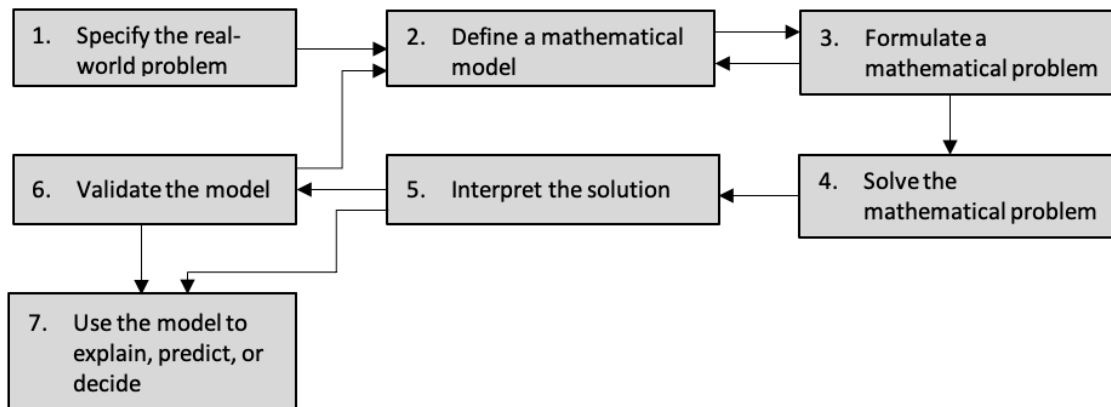 1. Specify the real-
world problem
2. Define a mathematical
model
3. Formulate a
mathematical problem
6. Validate the model
5. Interpret the solution
4. Solve the
mathematical problem
7. Use the model to
explain, predict, or
decide